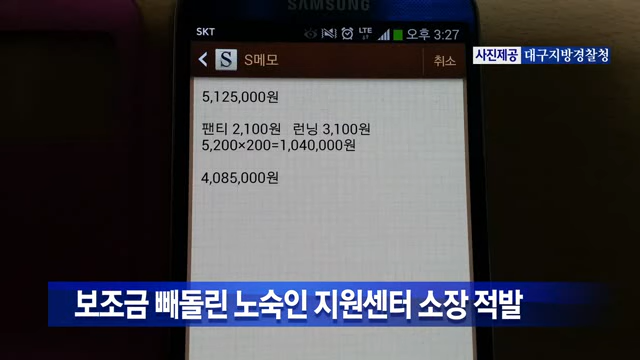 SAMSUNG
SKT LTE 오후 3:27
사진제공 대구지방경찰청
S S메모 취소
5,125,000원
팬티 2,100원 런닝 3,100원
5,200×200=1,040,000원
4,085,000원
보조금 빼돌린 노숙인 지원센터 소장 적발